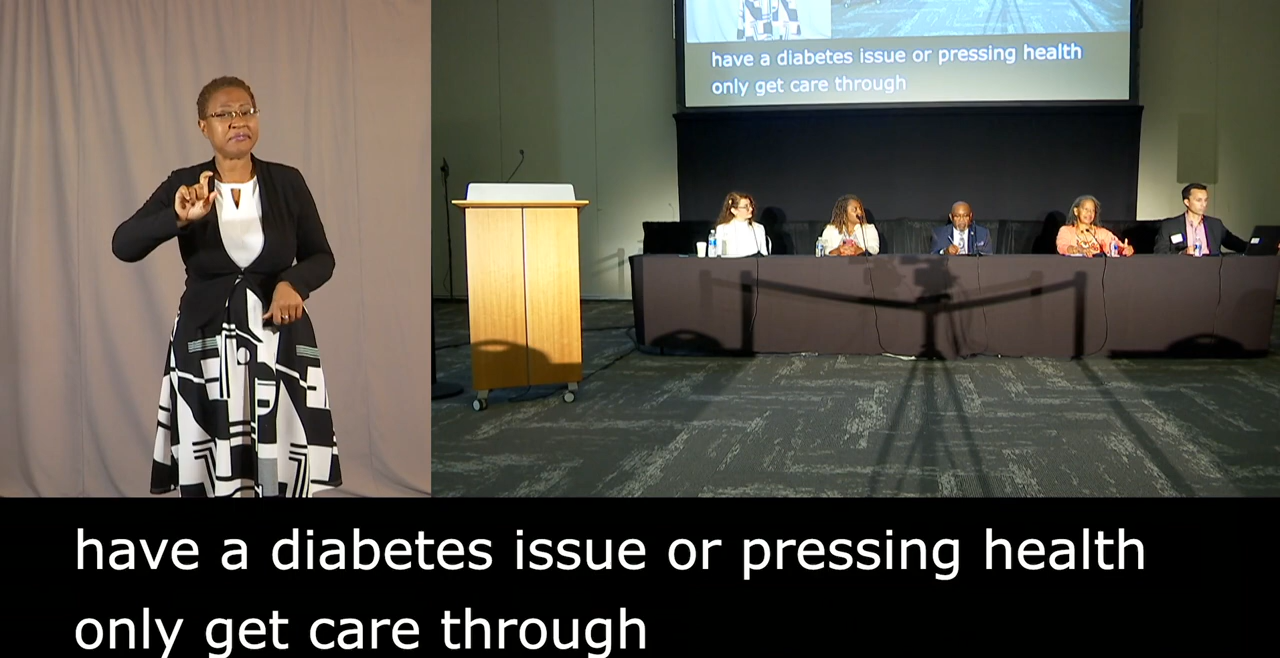 have a diabetes issue or pressing health
only get care through
have a diabetes issue or pressing health
only get care through